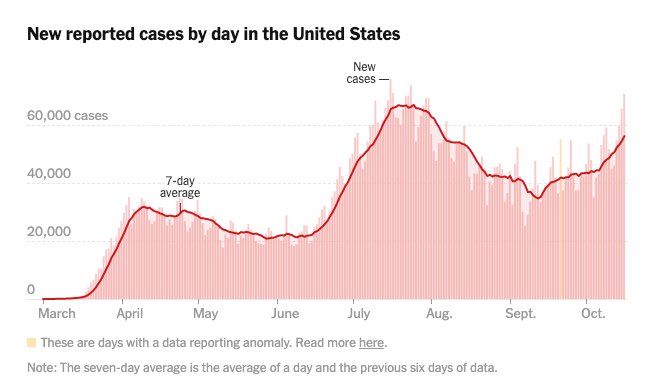 New reported cases by day in the United States
New
cases
60,000 cases
40,000
7-day
average
20,000
0
March April May June July Aug. Sept. Oct.
These are days with a data reporting anomaly. Read more here.
Note: The seven-day average is the average of a day and the previous six days of data.